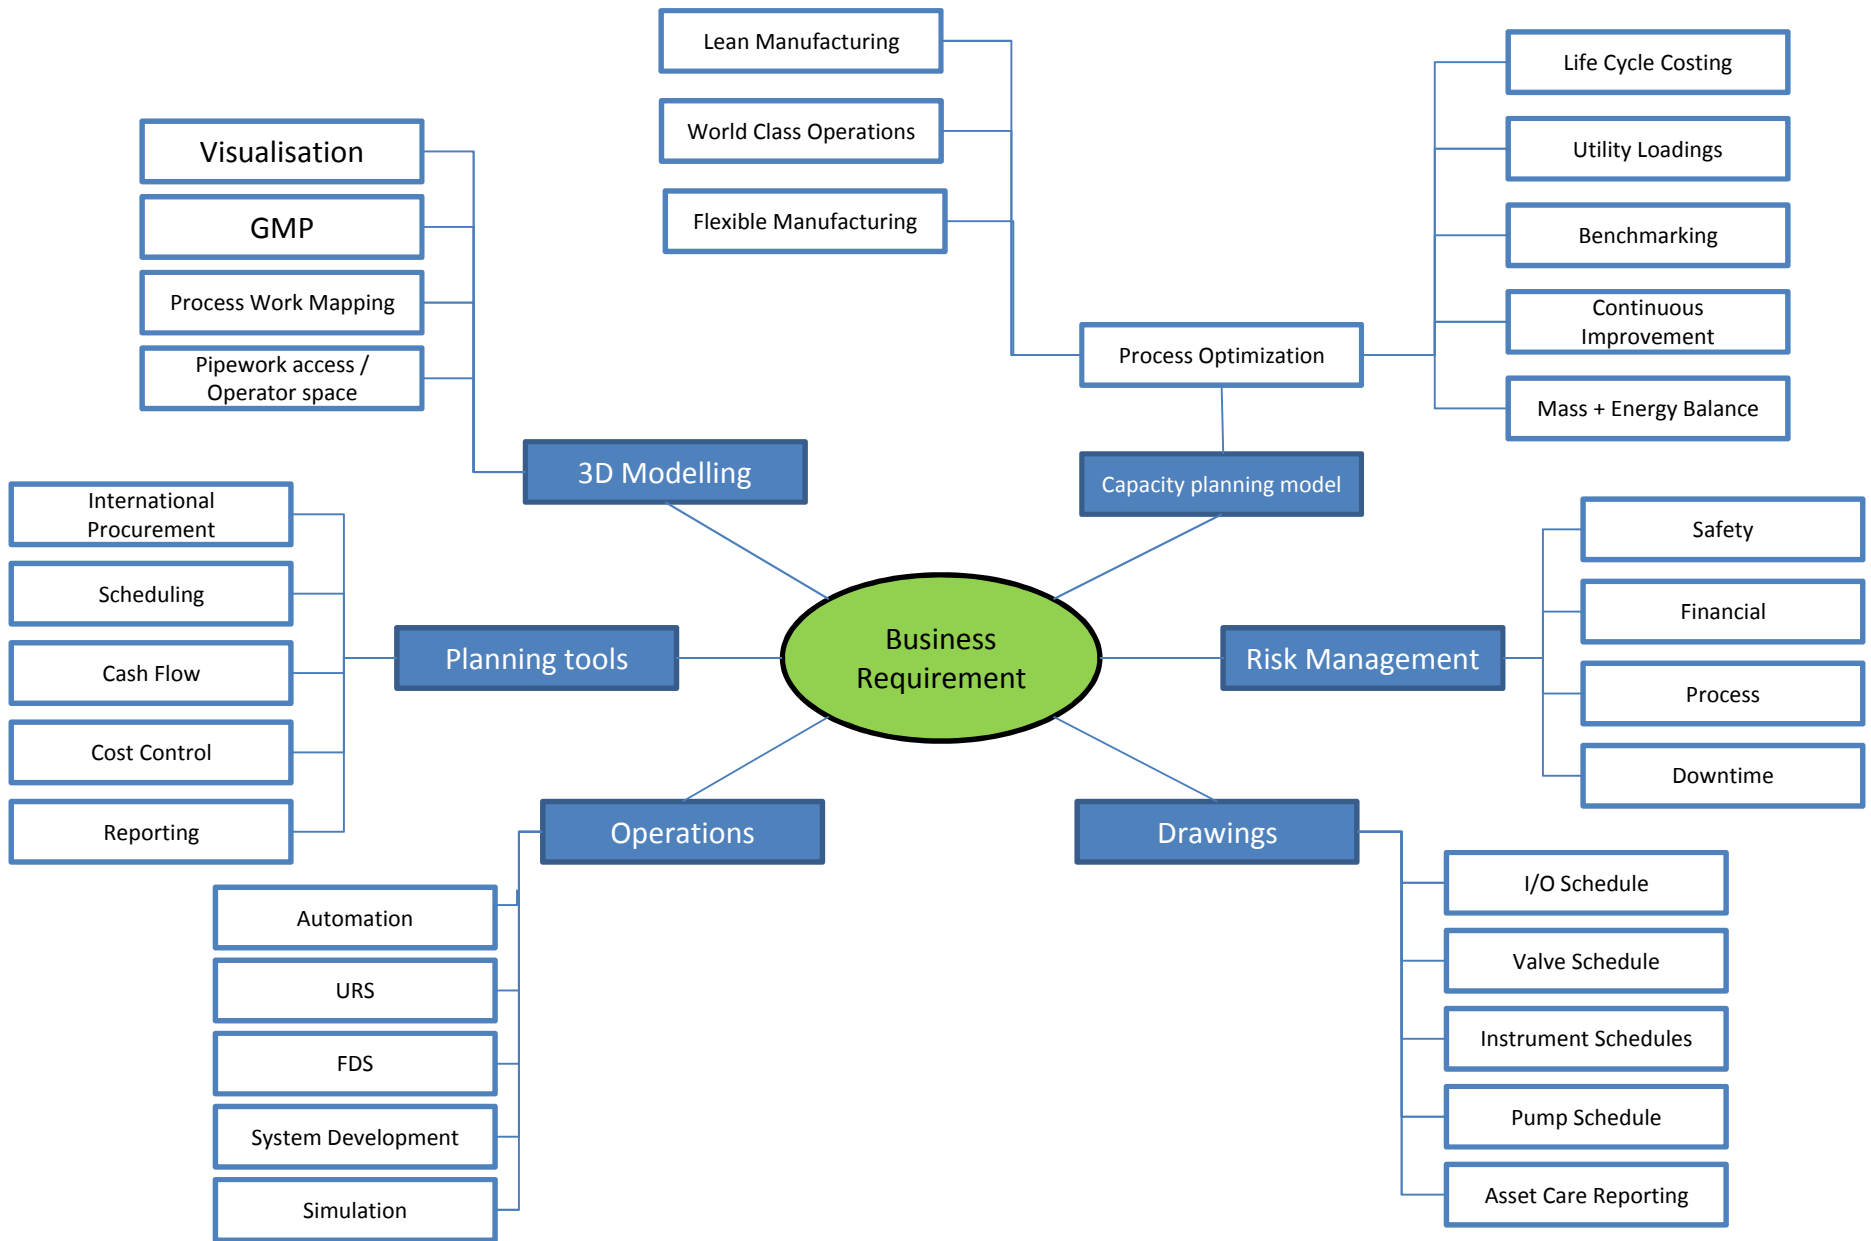 Lean Manufacturing
World Class Operations
Flexible Manufacturing
Life Cycle Costing
Utility Loadings
Benchmarking
Continuous
Improvement
Mass + Energy Balance
Process Optimization
Capacity planning model
Visualisation
GMP
Process Work Mapping
Pipework access /
Operator space
3D Modelling
International
Procurement
Scheduling
Cash Flow
Cost Control
Reporting
Planning tools
Business
Requirement
Risk Management
Safety
Financial
Process
Downtime
Operations
Automation
URS
FDS
System Development
Simulation
Drawings
I/O Schedule
Valve Schedule
Instrument Schedules
Pump Schedule
Asset Care Reporting